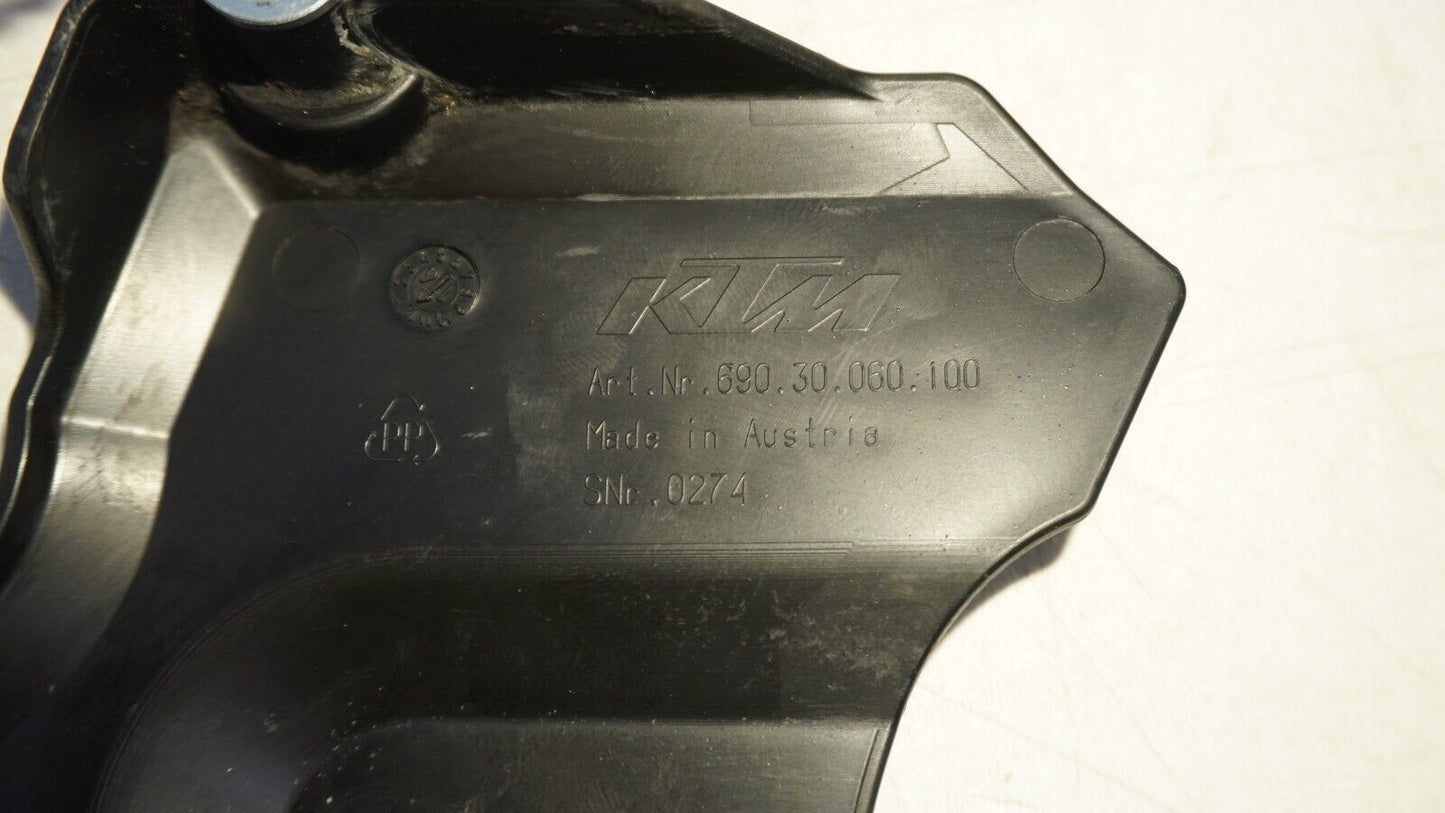 KTM
Art.Nr.690.30.060.100
Made in Austria
SNr.0274
PP